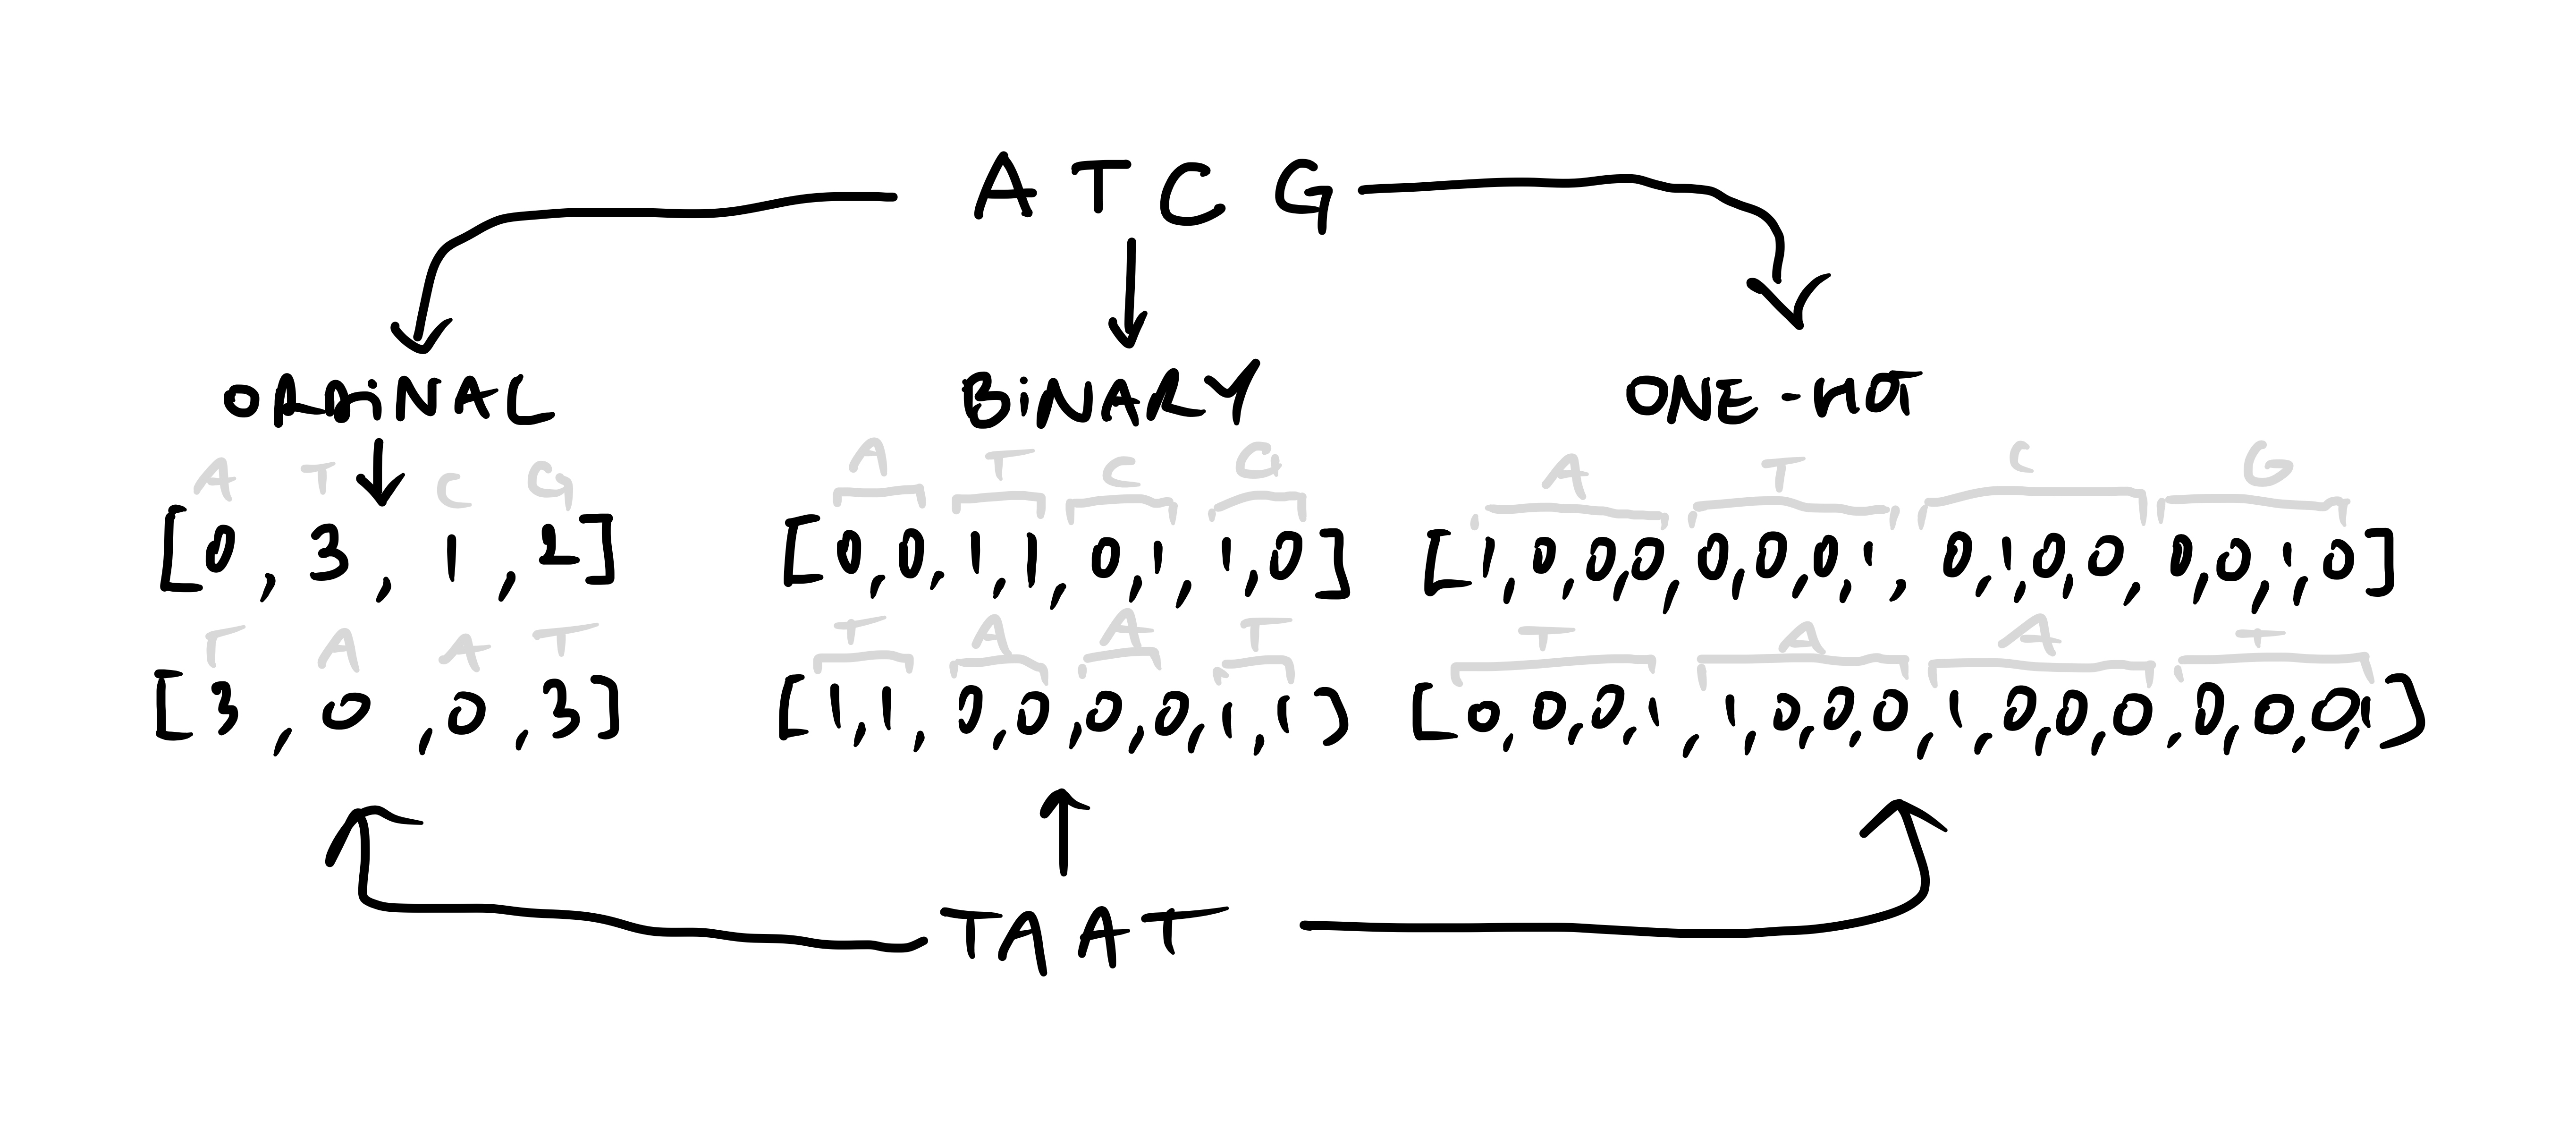 A T C G
ORDiNAL BiNARY ONE-HOT
A T C G A T C G A T C G
[0, 3, 1, 2] [0,0,1,1,0,1,1,0] [1,0,0,0,0,0,0,1,0,1,0,0,0,0,1,0]
T A A T T A A T T A A T
[3,0,0,3] [1,1,0,0,0,0,1,1) [0,0,0,1,1,0,0,0,1,0,0,0,0,0,0,1)
TAAT